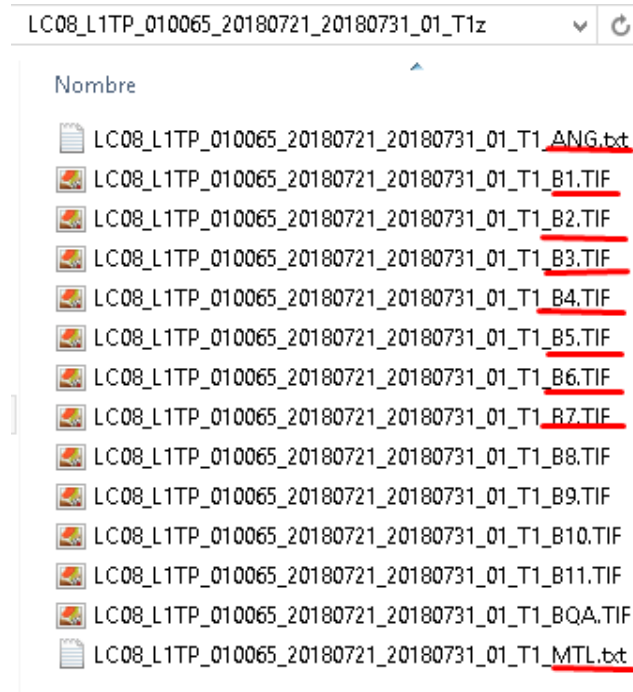 LC08_L1TP_010065_20180721_20180731_01_T1z
Nombre
LC08_L1TP_010065_20180721_20180731_01_T1_ANG.txt
LC08_L1TP_010065_20180721_20180731_01_T1_B1.TIF
LC08_L1TP_010065_20180721_20180731_01_T1_B2.TIF
LC08_L1TP_010065_20180721_20180731_01_T1_B3.TIF
LC08_L1TP_010065_20180721_20180731_01_T1_B4.TIF
LC08_L1TP_010065_20180721_20180731_01_T1_B5.TIF
LC08_L1TP_010065_20180721_20180731_01_T1_B6.TIF
LC08_L1TP_010065_20180721_20180731_01_T1_B7.TIF
LC08_L1TP_010065_20180721_20180731_01_T1_B8.TIF
LC08_L1TP_010065_20180721_20180731_01_T1_B9.TIF
LC08_L1TP_010065_20180721_20180731_01_T1_B10.TIF
LC08_L1TP_010065_20180721_20180731_01_T1_B11.TIF
LC08_L1TP_010065_20180721_20180731_01_T1_BQA.TIF
LC08_L1TP_010065_20180721_20180731_01_T1_MTL.txt